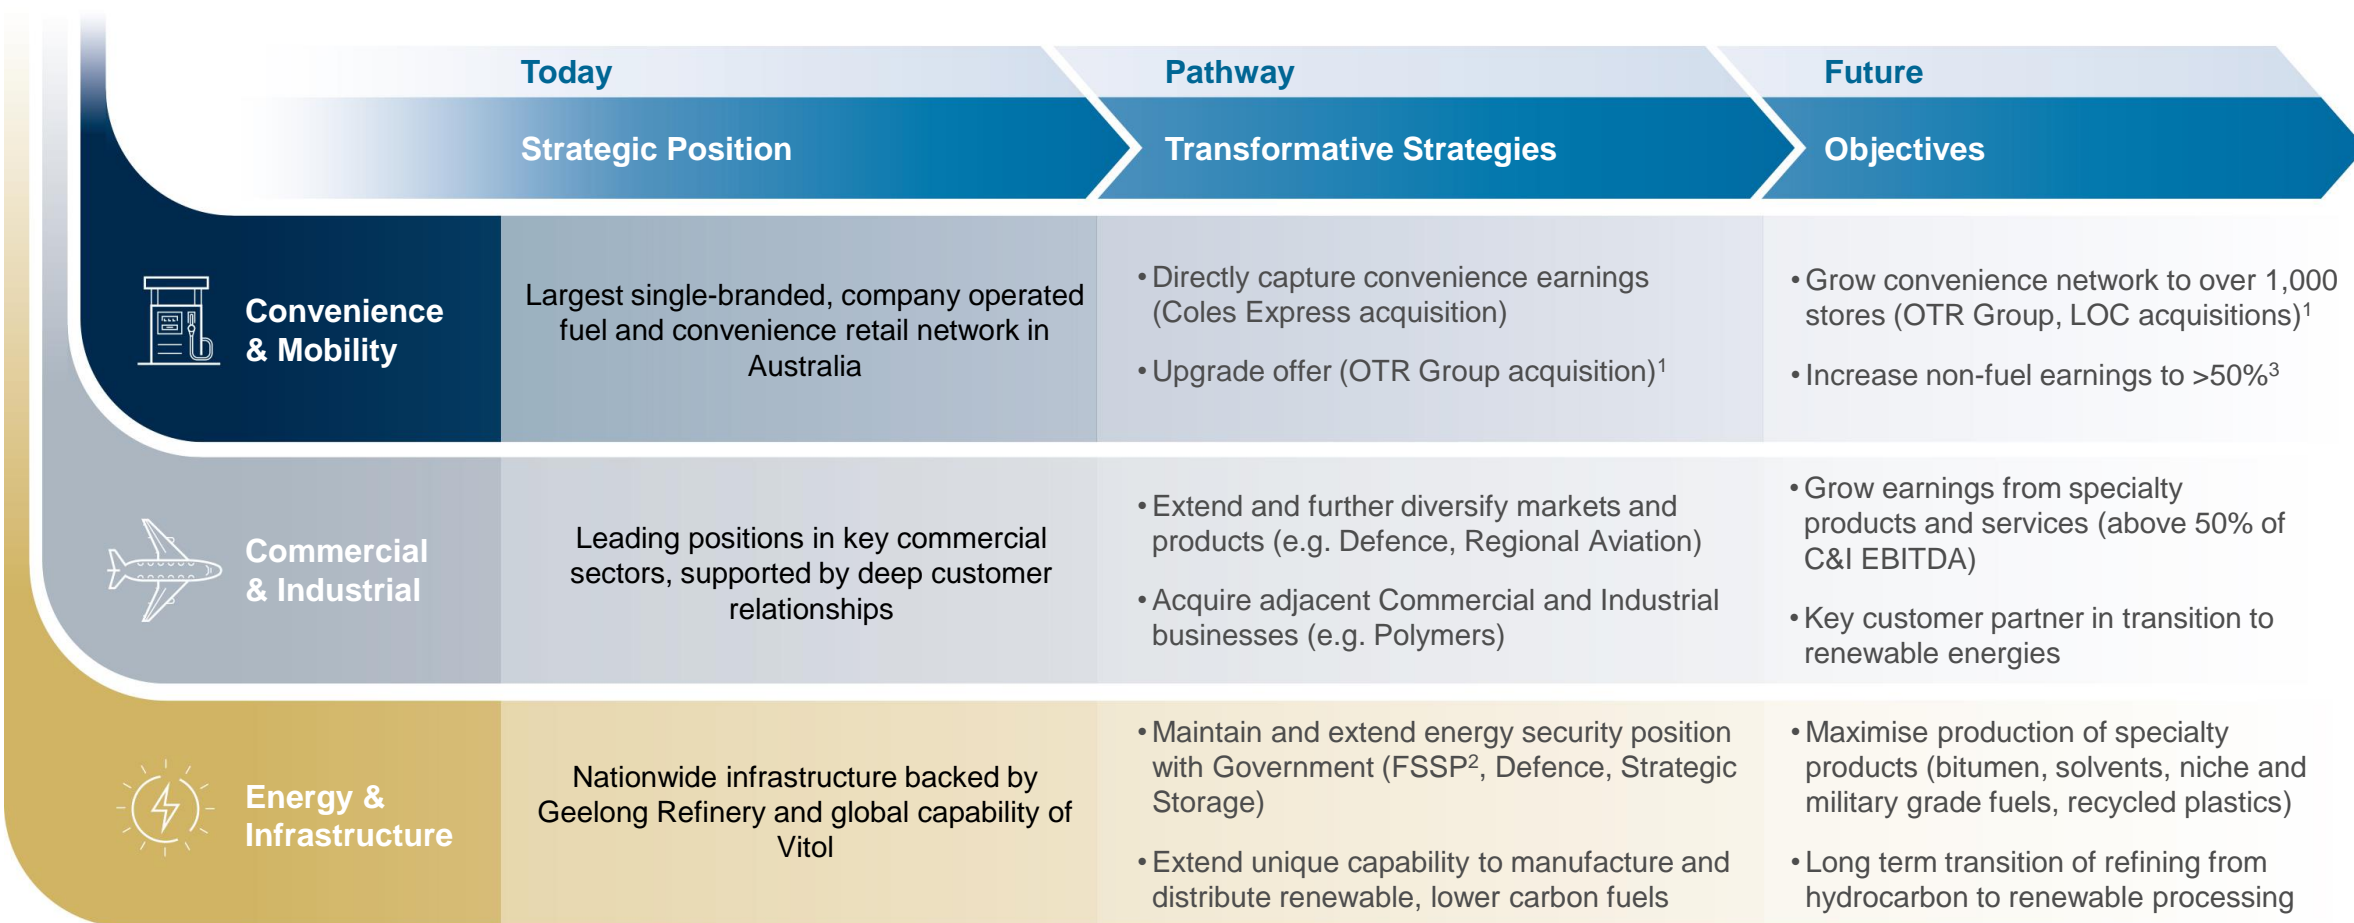 Today
Pathway
Future
Strategic Position
Transformative Strategies
Objectives
Convenience
& Mobility
Largest single-branded, company operated
fuel and convenience retail network in
Australia
• Directly capture convenience earnings
(Coles Express acquisition)
• Upgrade offer (OTR Group acquisition)¹
• Grow convenience network to over 1,000
stores (OTR Group, LOC acquisitions)¹
• Increase non-fuel earnings to >50%³
Commercial
& Industrial
Leading positions in key commercial
sectors, supported by deep customer
relationships
• Extend and further diversify markets and
products (e.g. Defence, Regional Aviation)
• Acquire adjacent Commercial and Industrial
businesses (e.g. Polymers)
• Grow earnings from specialty
products and services (above 50% of
C&I EBITDA)
• Key customer partner in transition to
renewable energies
Energy &
Infrastructure
Nationwide infrastructure backed by
Geelong Refinery and global capability of
Vitol
• Maintain and extend energy security position
with Government (FSSP², Defence, Strategic
Storage)
• Extend unique capability to manufacture and
distribute renewable, lower carbon fuels
• Maximise production of specialty
products (bitumen, solvents, niche and
military grade fuels, recycled plastics)
• Long term transition of refining from
hydrocarbon to renewable processing